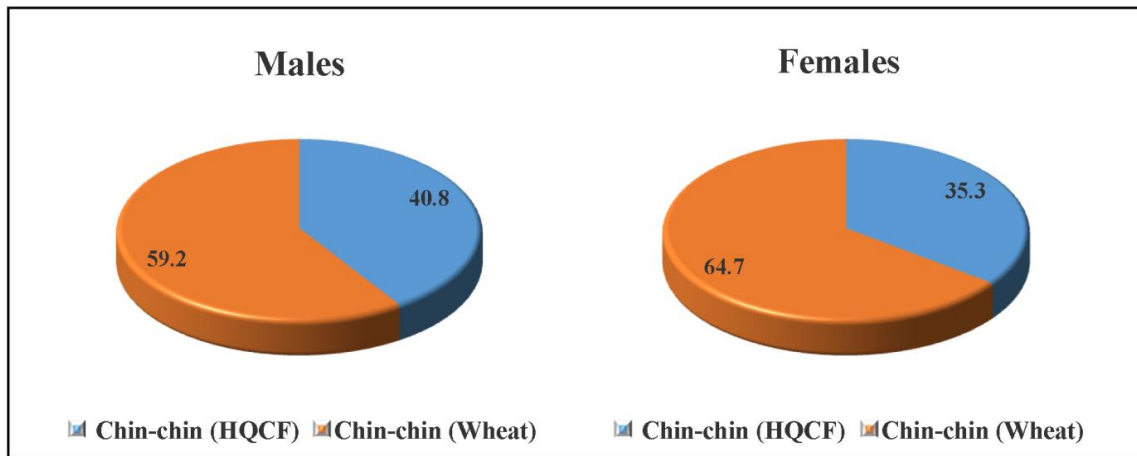 Males
40.8
59.2
Chin-chin (HQCF) Chin-chin (Wheat)
Females
35.3
64.7
Chin-chin (HQCF) Chin-chin (Wheat)